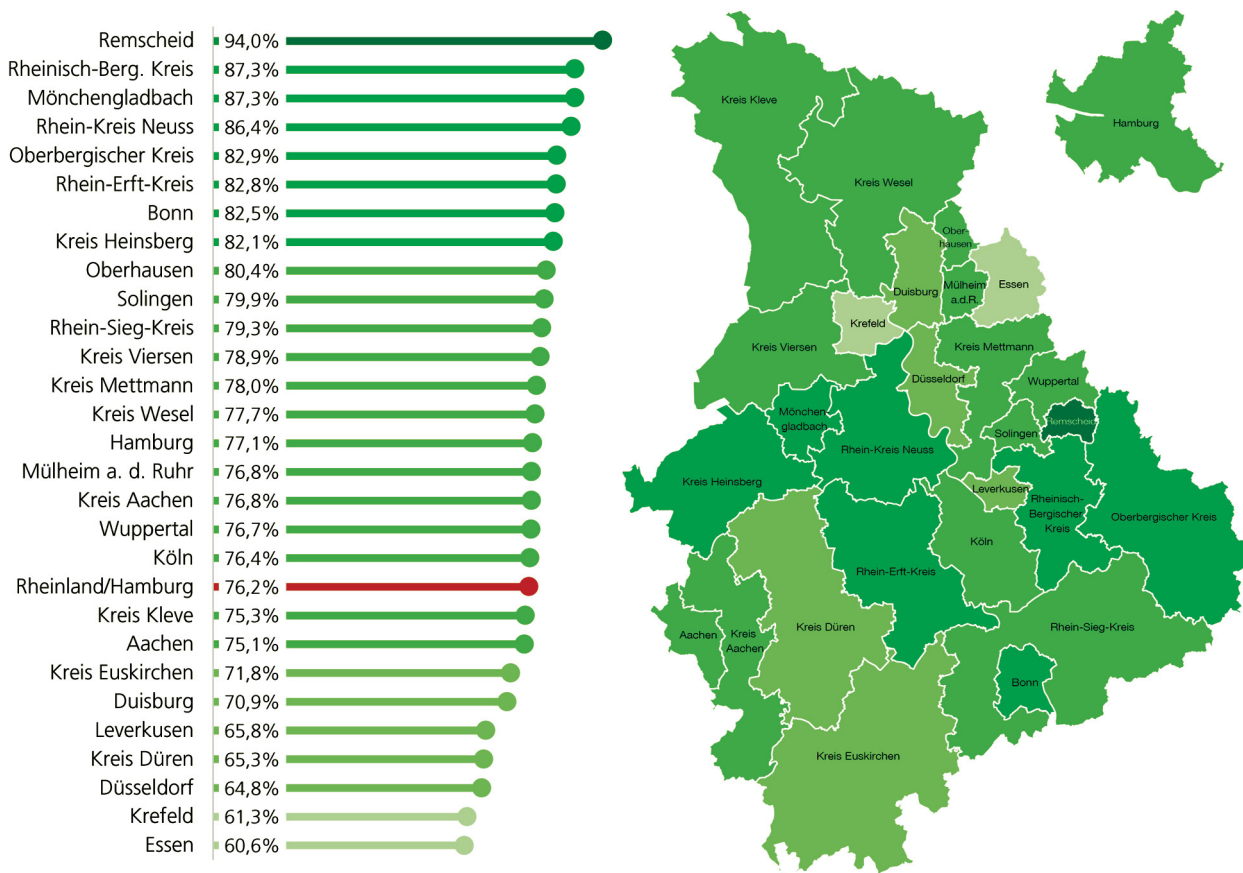 Remscheid 94,0%
Rheinisch-Berg. Kreis 87,3%
Mönchengladbach 87,3%
Rhein-Kreis Neuss 86,4%
Oberbergischer Kreis 82,9%
Rhein-Erft-Kreis 82,8%
Bonn 82,5%
Kreis Heinsberg 82,1%
Oberhausen 80,4%
Solingen 79,9%
Rhein-Sieg-Kreis 79,3%
Kreis Viersen 78,9%
Kreis Mettmann 78,0%
Kreis Wesel 77,7%
Hamburg 77,1%
Mülheim a. d. Ruhr 76,8%
Kreis Aachen 76,8%
Wuppertal 76,7%
Köln 76,4%
Rheinland/Hamburg 76,2%
Kreis Kleve 75,3%
Aachen 75,1%
Kreis Euskirchen 71,8%
Duisburg 70,9%
Leverkusen 65,8%
Kreis Düren 65,3%
Düsseldorf 64,8%
Krefeld 61,3%
Essen 60,6%
Kreis Kleve
Hamburg
Kreis Wesel
Ober-
hausen
Duisburg
Mülheim
a.d.R.
Essen
Krefeld
Kreis Viersen
Kreis Mettmann
Düsseldorf
Wuppertal
Mönchen
gladbach
Solingen
Remscheid
Rhein-Kreis Neuss
Kreis Heinsberg
Leverkusen
Rheinisch-
Bergischer
Kreis
Oberbergischer Kreis
Köln
Rhein-Erft-Kreis
Kreis Düren
Rhein-Sieg-Kreis
Aachen
Kreis
Aachen
Bonn
Kreis Euskirchen